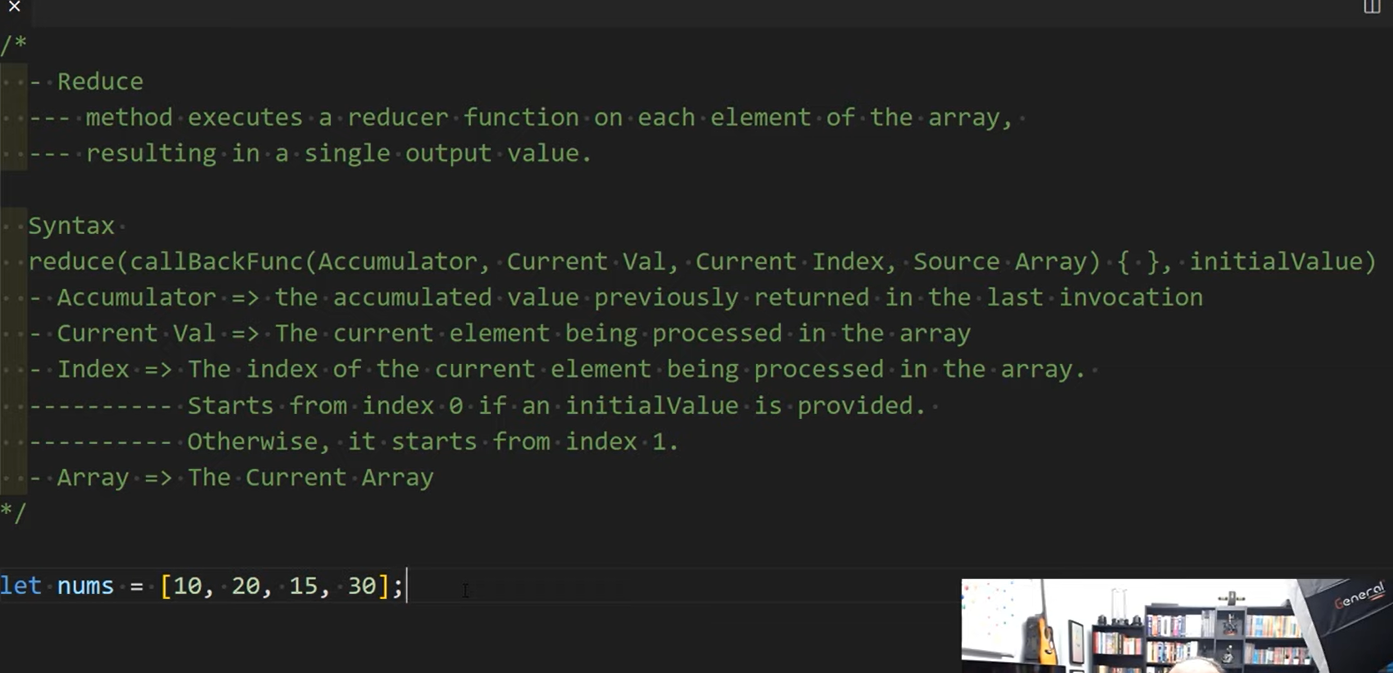 /*
- Reduce
--- method executes a reducer function on each element of the array,
--- resulting in a single output value.
Syntax
reduce(callBackFunc(Accumulator, Current Val, Current Index, Source Array) { }, initialValue)
- Accumulator => the accumulated value previously returned in the last invocation
- Current Val => The current element being processed in the array
- Index => The index of the current element being processed in the array.
---------- Starts from index 0 if an initialValue is provided.
---------- Otherwise, it starts from index 1.
- Array => The Current Array
*/
let nums = [10, 20, 15, 30];
General